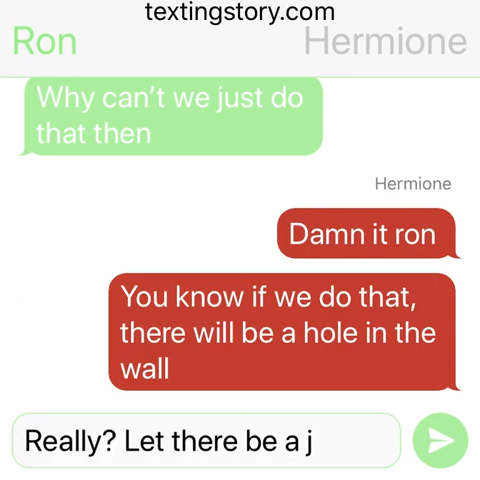 textingstory.com
Ron Hermione
Why can't we just do
that then
Hermione
Damn it ron
You know if we do that,
there will be a hole in the
wall
Really? Let there be a j